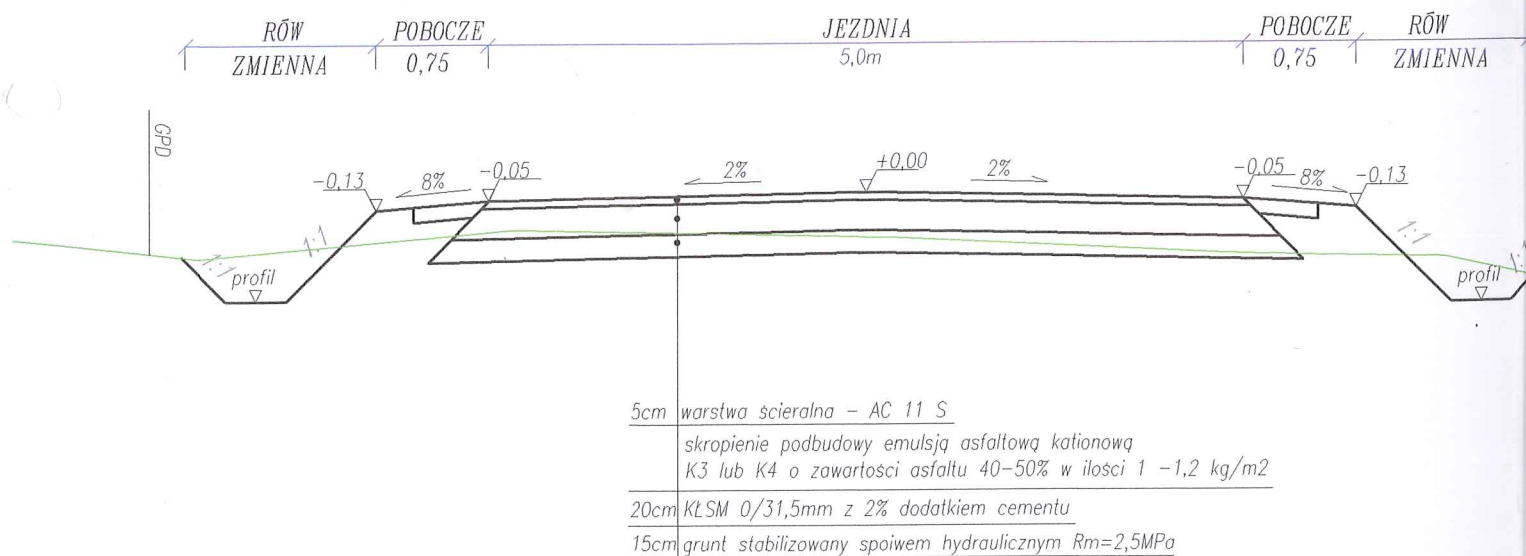 RÓW POBOCZE JEZDNIA POBOCZE RÓW
ZMIENNA 0,75 5,0m 0,75 ZMIENNA
GPD
-0,13 8% -0,05 2% +0,00 2% -0,05 8% -0,13
1:1 1:1 1:1 1:1
profil profil
5cm warstwa ścieralna - AC 11 S
skropienie podbudowy emulsją asfaltową kationową
K3 lub K4 o zawartości asfaltu 40-50% w ilości 1 -1,2 kg/m2
20cm KŁSM 0/31,5mm z 2% dodatkiem cementu
15cm grunt stabilizowany spoiwem hydraulicznym Rm=2,5MPa